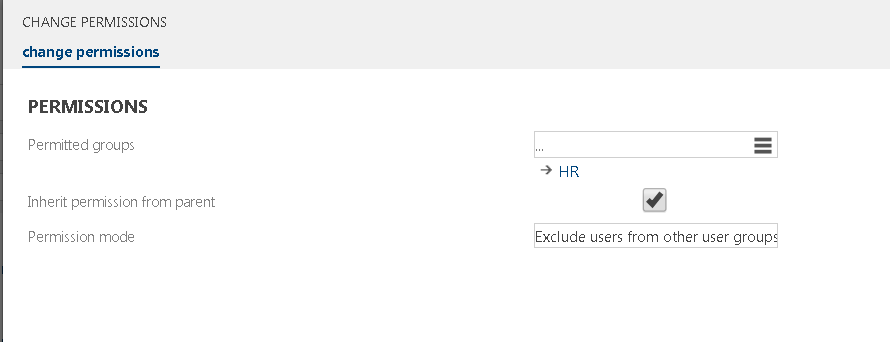 CHANGE PERMISSIONS
change permissions
PERMISSIONS
Permitted groups
...
HR
Inherit permission from parent
Permission mode
Exclude users from other user groups